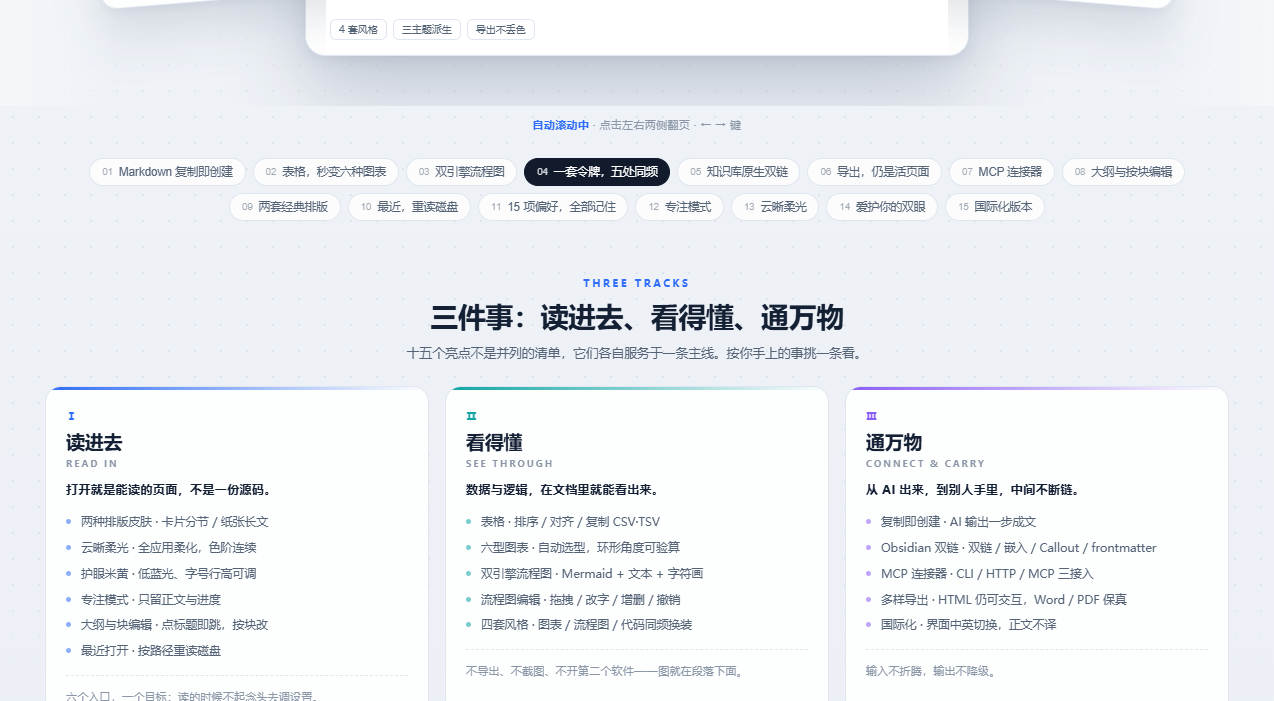 4 套风格 三主题派生 导出不丢色
自动滚动中 · 点击左右两侧翻页 · ← → 键
01 Markdown 复制即创建 02 表格，秒变六种图表 03 双引擎流程图 04 一套令牌，五处同频 05 知识库原生双链 06 导出，仍是活页面 07 MCP 连接器 08 大纲与按块编辑
09 两套经典排版 10 最近，重读磁盘 11 15 项偏好，全部记住 12 专注模式 13 云晰柔光 14 爱护你的双眼 15 国际化版本
THREE TRACKS
三件事：读进去、看得懂、通万物
十五个亮点不是并列的清单，它们各自服务于一条主线。按你手上的事挑一条看。
I
读进去
READ IN
打开就是能读的页面，不是一份源码。
两种排版皮肤 · 卡片分节 / 纸张长文
云晰柔光 · 全应用柔化，色阶连续
护眼米黄 · 低蓝光、字号行高可调
专注模式 · 只留正文与进度
大纲与块编辑 · 点标题即跳，按块改
最近打开 · 按路径重读磁盘
六个入口，一个目标：读的时候不起念头去调设置。
II
看得懂
SEE THROUGH
数据与逻辑，在文档里就能看出来。
表格 · 排序 / 对齐 / 复制 CSV·TSV
六型图表 · 自动选型，环形角度可验算
双引擎流程图 · Mermaid + 文本 + 字符画
流程图编辑 · 拖拽 / 改字 / 增删 / 撤销
四套风格 · 图表 / 流程图 / 代码同频换装
不导出、不截图、不开第二个软件——图就在段落下面。
III
通万物
CONNECT & CARRY
从 AI 出来，到别人手里，中间不断链。
复制即创建 · AI 输出一步成文
Obsidian 双链 · 双链 / 嵌入 / Callout / frontmatter
MCP 连接器 · CLI / HTTP / MCP 三接入
多样导出 · HTML 仍可交互，Word / PDF 保真
国际化 · 界面中英切换，正文不译
输入不折腾，输出不降级。